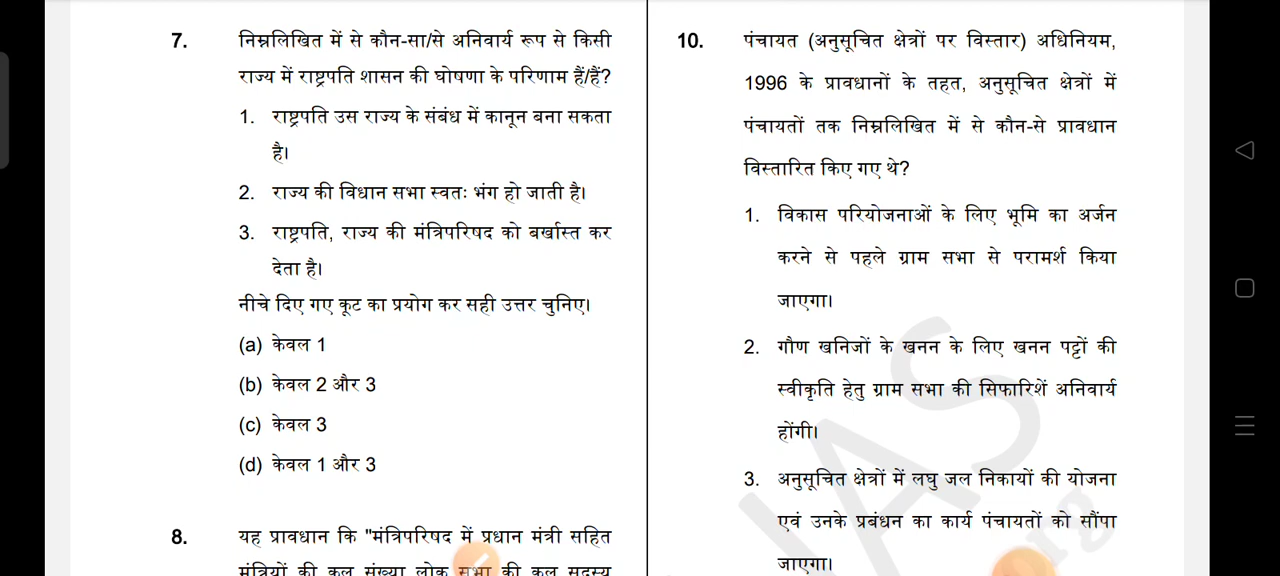 7. निम्नलिखित में से कौन-सा/से अनिवार्य रूप से किसी
राज्य में राष्ट्रपति शासन की घोषणा के परिणाम हैं/हैं?
1. राष्ट्रपति उस राज्य के संबंध में कानून बना सकता
है।
2. राज्य की विधान सभा स्वतः भंग हो जाती है।
3. राष्ट्रपति, राज्य की मंत्रिपरिषद को बर्खास्त कर
देता है।
नीचे दिए गए कूट का प्रयोग कर सही उत्तर चुनिए।
(a) केवल 1
(b) केवल 2 और 3
(c) केवल 3
(d) केवल 1 और 3
8. यह प्रावधान कि "मंत्रिपरिषद में प्रधान मंत्री सहित
मंत्रियों की कुल संख्या लोक सभा की कुल सदस्य
10. पंचायत (अनुसूचित क्षेत्रों पर विस्तार) अधिनियम,
1996 के प्रावधानों के तहत, अनुसूचित क्षेत्रों में
पंचायतों तक निम्नलिखित में से कौन-से प्रावधान
विस्तारित किए गए थे?
1. विकास परियोजनाओं के लिए भूमि का अर्जन
करने से पहले ग्राम सभा से परामर्श किया
जाएगा।
2. गौण खनिजों के खनन के लिए खनन पट्टों की
स्वीकृति हेतु ग्राम सभा की सिफारिशें अनिवार्य
होंगी।
3. अनुसूचित क्षेत्रों में लघु जल निकायों की योजना
एवं उनके प्रबंधन का कार्य पंचायतों को सौंपा
जाएगा।
IAS